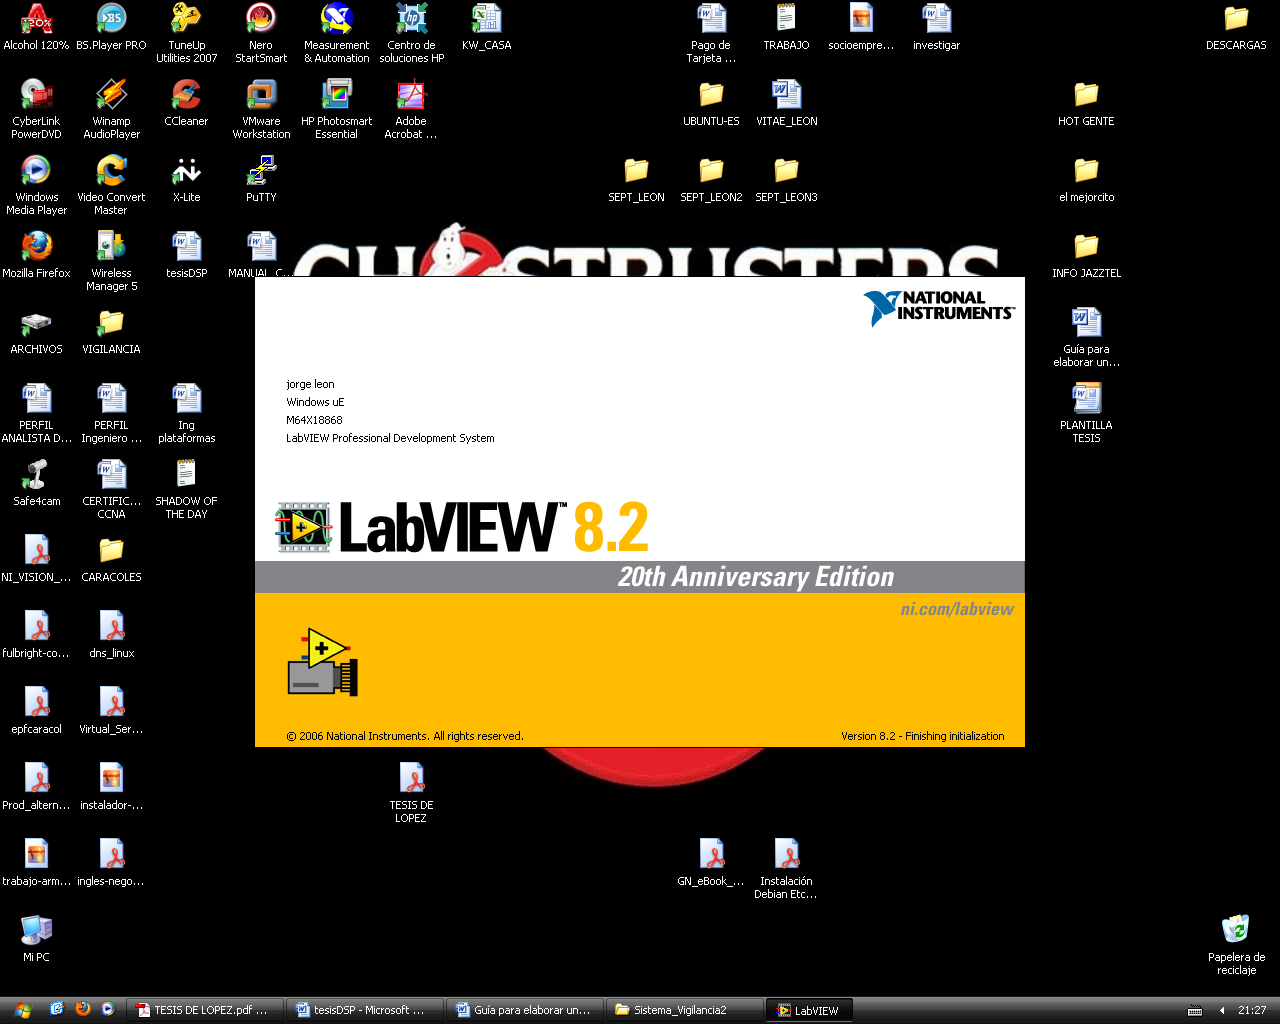 Alcohol 120%
BS.Player PRO
TuneUp
Utilities 2007
Nero
StartSmart
Measurement
& Automation
Centro de
soluciones HP
KW_CASA
Pago de
Tarjeta ...
TRABAJO
socioempre...
investigar
DESCARGAS
CyberLink
PowerDVD
Winamp
AudioPlayer
CCleaner
VMware
Workstation
HP Photosmart
Essential
Adobe
Acrobat ...
UBUNTU-ES
VITAE_LEON
HOT GENTE
Windows
Media Player
Video Convert
Master
X-Lite
PuTTY
SEPT_LEON
SEPT_LEON2
SEPT_LEON3
el mejorcito
Mozilla Firefox
Wireless
Manager 5
tesisDSP
MANUAL_C...
GHOSTBUSTERS
INFO JAZZTEL
ARCHIVOS
VIGILANCIA
NATIONAL
INSTRUMENTS™
Guía para
elaborar un...
jorge leon
Windows uE
M64X18868
LabVIEW Professional Development System
PERFIL
ANALISTA D...
PERFIL
Ingeniero ...
Ing
plataformas
PLANTILLA
TESIS
Safe4cam
CERTIFIC...
CCNA
SHADOW OF
THE DAY
LabVIEW™ 8.2
20th Anniversary Edition
ni.com/labview
NI_VISION_...
CARACOLES
fulbright-co...
dns_linux
epfcaracol
Virtual_Ser...
© 2006 National Instruments. All rights reserved.
Version 8.2 - Finishing initialization
Prod_altern...
instalador-...
TESIS DE
LOPEZ
trabajo-arm...
ingles-nego...
GN_eBook_...
Instalación
Debian Etc...
Mi PC
Papelera de
reciclaje
TESIS DE LOPEZ.pdf ...
tesisDSP - Microsoft ...
Guía para elaborar un...
Sistema_Vigilancia2
LabVIEW
21:27